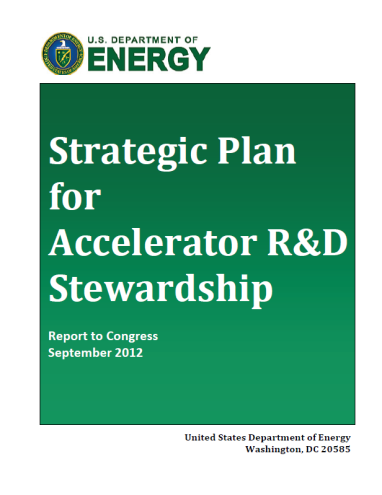 U.S. DEPARTMENT OF
ENERGY
Strategic Plan
for
Accelerator R&D
Stewardship
Report to Congress
September 2012
United States Department of Energy
Washington, DC 20585